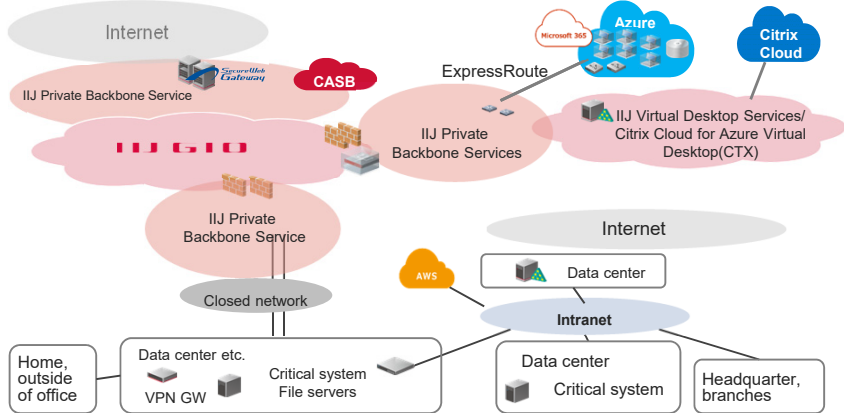 Internet
Microsoft 365
Azure
Citrix
Cloud
SecureWeb
Gateway
CASB
ExpressRoute
IIJ Private Backbone Service
IIJ Private
Backbone Services
IIJ Virtual Desktop Services/
Citrix Cloud for Azure Virtual
Desktop(CTX)
IIJ GIO
IIJ Private
Backbone Service
Internet
AWS
Data center
Closed network
Intranet
Home,
outside
of office
Data center etc.
VPN GW
Critical system
File servers
Data center
Critical system
Headquarter,
branches